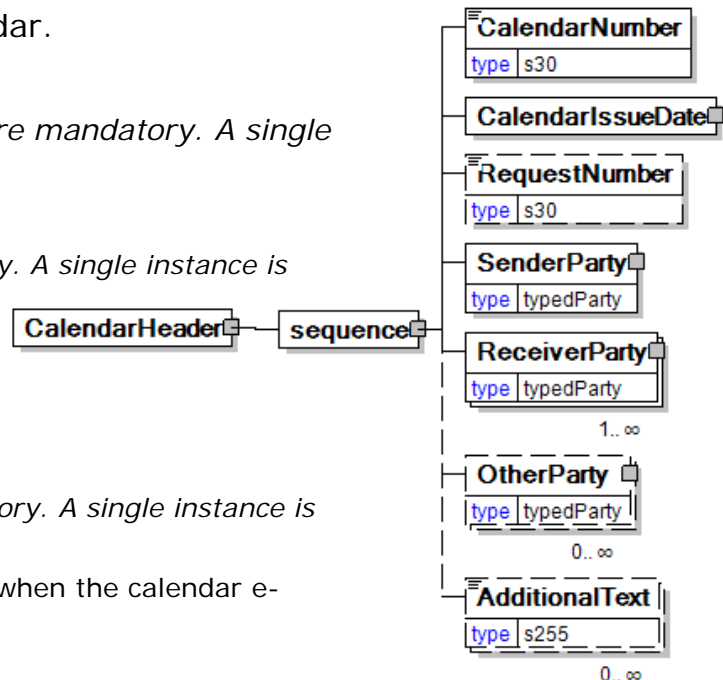 dar.
re mandatory. A single
y. A single instance is
ory. A single instance is
when the calendar e-
CalendarHeader
sequence
CalendarNumber
type s30
CalendarIssueDate
RequestNumber
type s30
SenderParty
type typedParty
ReceiverParty
type typedParty
1.. ∞
OtherParty
type typedParty
0.. ∞
AdditionalText
type s255
0.. ∞